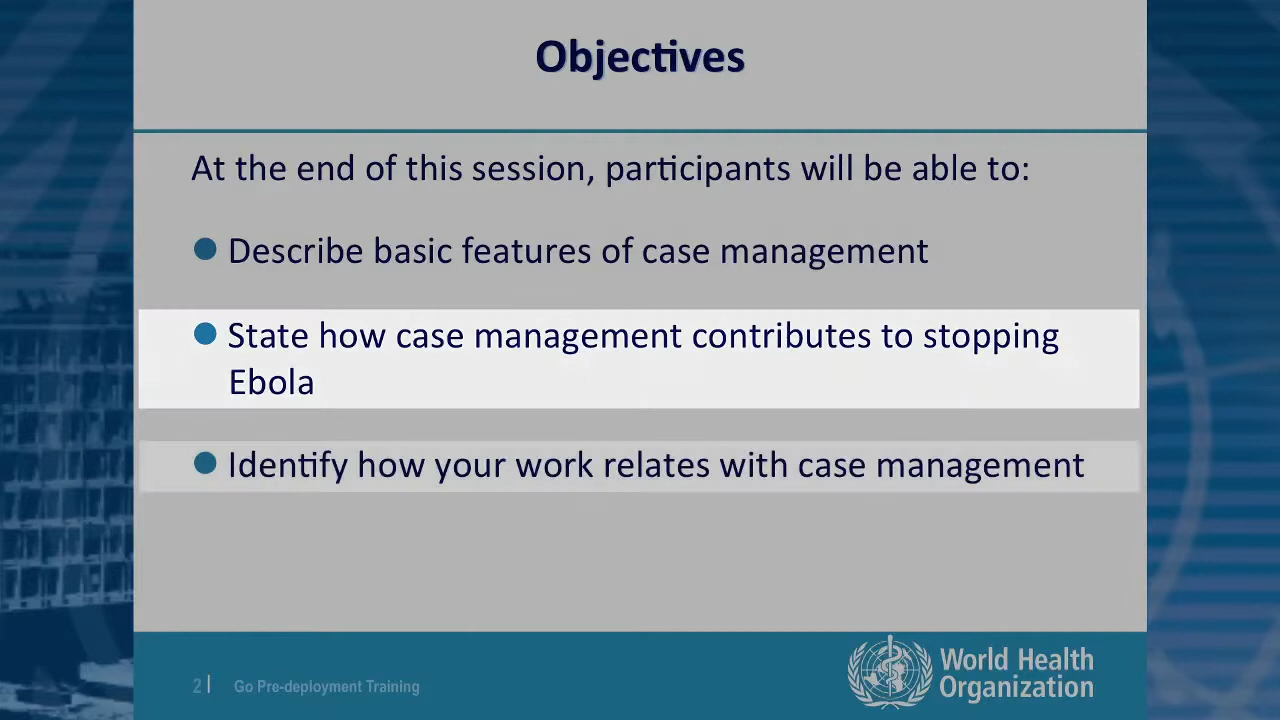 Objectives
At the end of this session, participants will be able to:
Describe basic features of case management
State how case management contributes to stopping
Ebola
Identify how your work relates with case management
2 | Go Pre-deployment Training
World Health
Organization